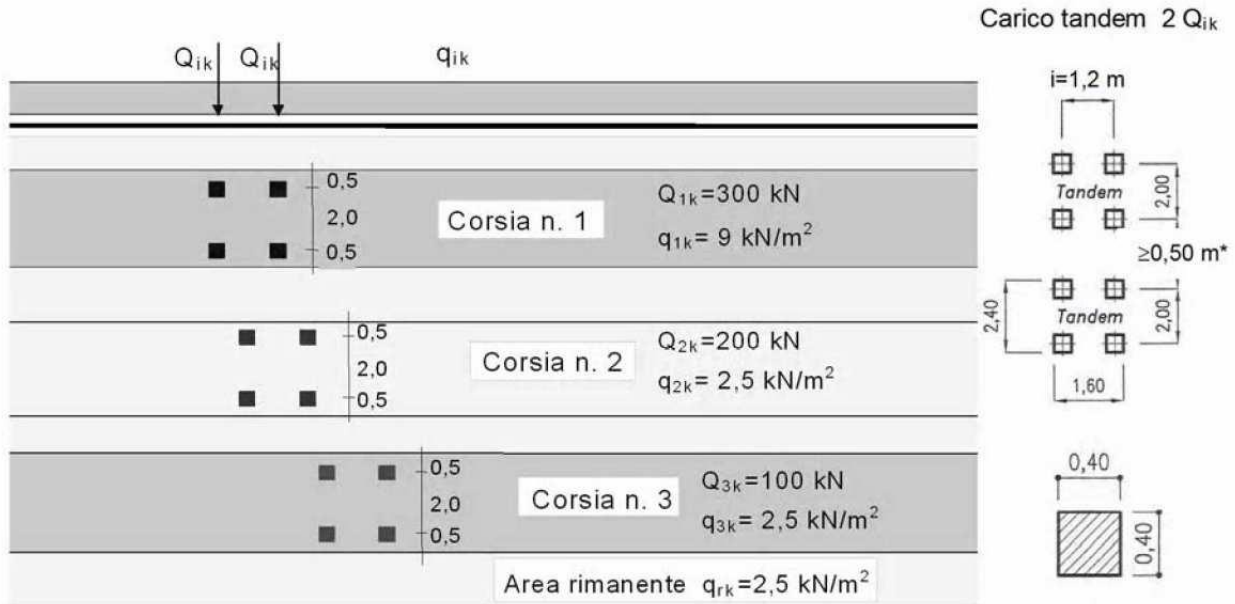 Carico tandem 2 Qik
Qik Qik qik
i=1,2 m
0,5
2,0
0,5
Corsia n. 1
Q1k=300 kN
q1k= 9 kN/m²
Tandem
2,00
≥0,50 m*
0,5
2,0
0,5
Corsia n. 2
Q2k=200 kN
q2k= 2,5 kN/m²
2,40
Tandem
2,00
1,60
0,5
2,0
0,5
Corsia n. 3
Q3k=100 kN
q3k= 2,5 kN/m²
0,40
0,40
Area rimanente qrk=2,5 kN/m²